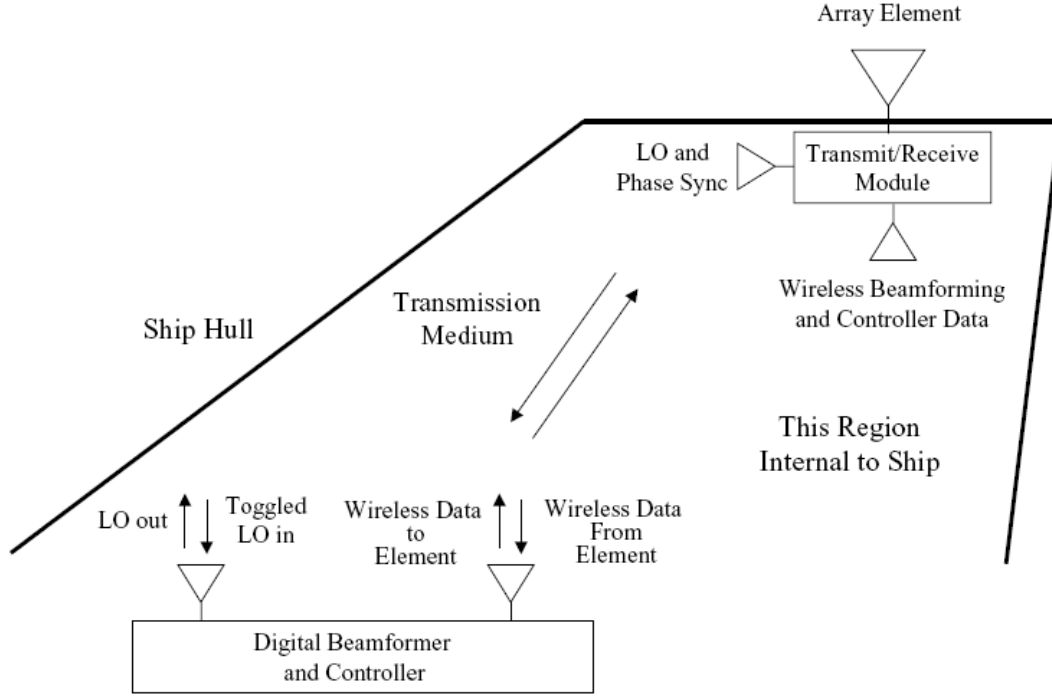 Array Element
LO and
Phase Sync
Transmit/Receive
Module
Wireless Beamforming
and Controller Data
Transmission
Medium
Ship Hull
This Region
Internal to Ship
LO out
Toggled
LO in
Wireless Data
to
Element
Wireless Data
From
Element
Digital Beamformer
and Controller